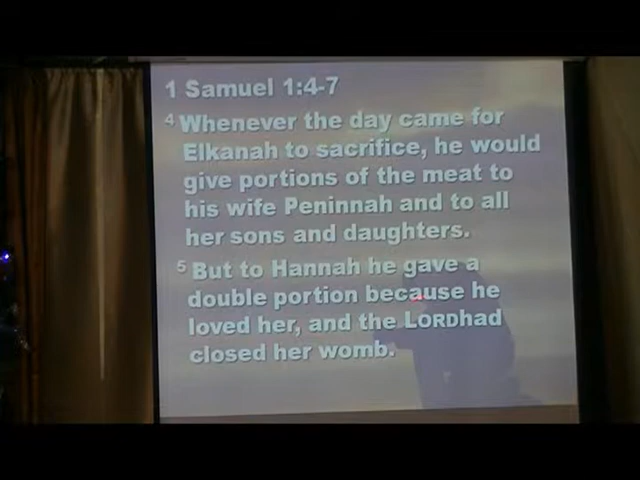 1 Samuel 1:4-7
4 Whenever the day came for
Elkanah to sacrifice, he would
give portions of the meat to
his wife Peninnah and to all
her sons and daughters.
5 But to Hannah he gave a
double portion because he
loved her, and the LORDhad
closed her womb.